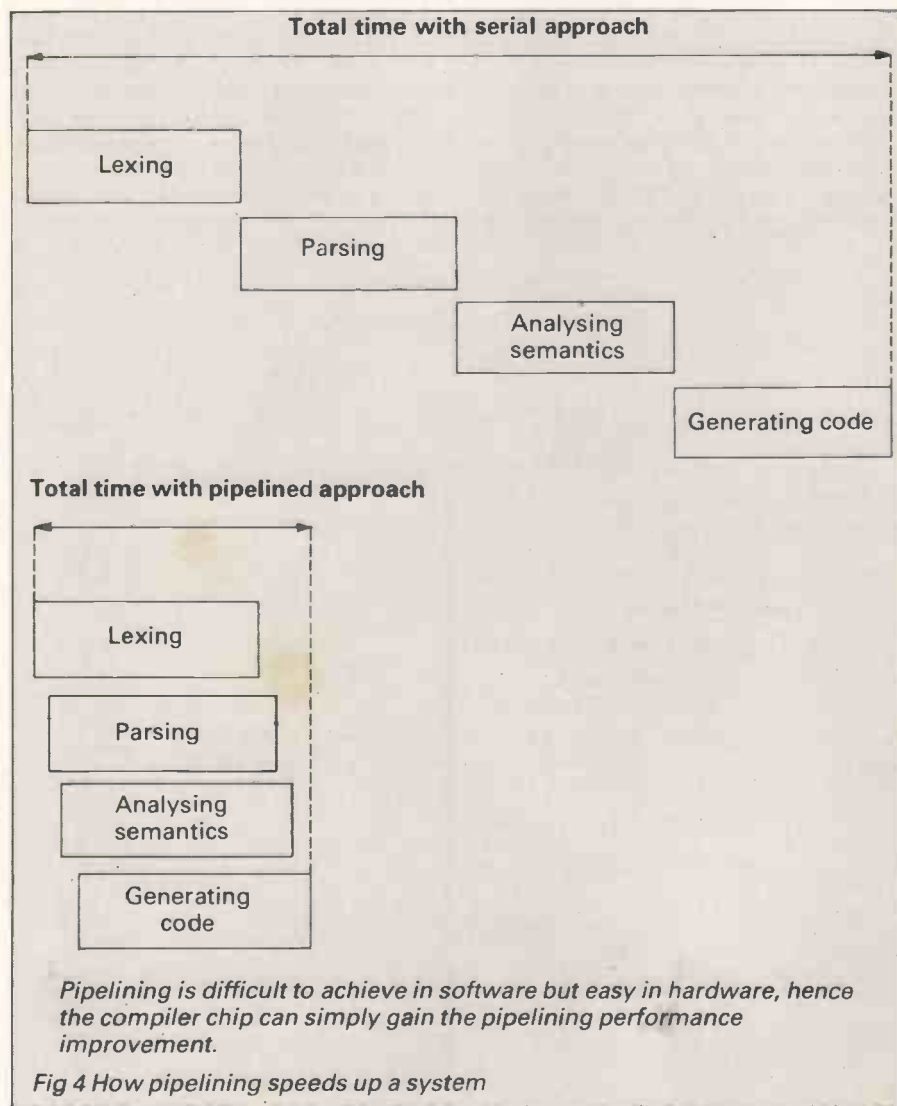 Total time with serial approach
Lexing
Parsing
Analysing
semantics
Generating code
Total time with pipelined approach
Lexing
Parsing
Analysing
semantics
Generating
code
Pipelining is difficult to achieve in software but easy in hardware, hence
the compiler chip can simply gain the pipelining performance
improvement.
Fig 4 How pipelining speeds up a system